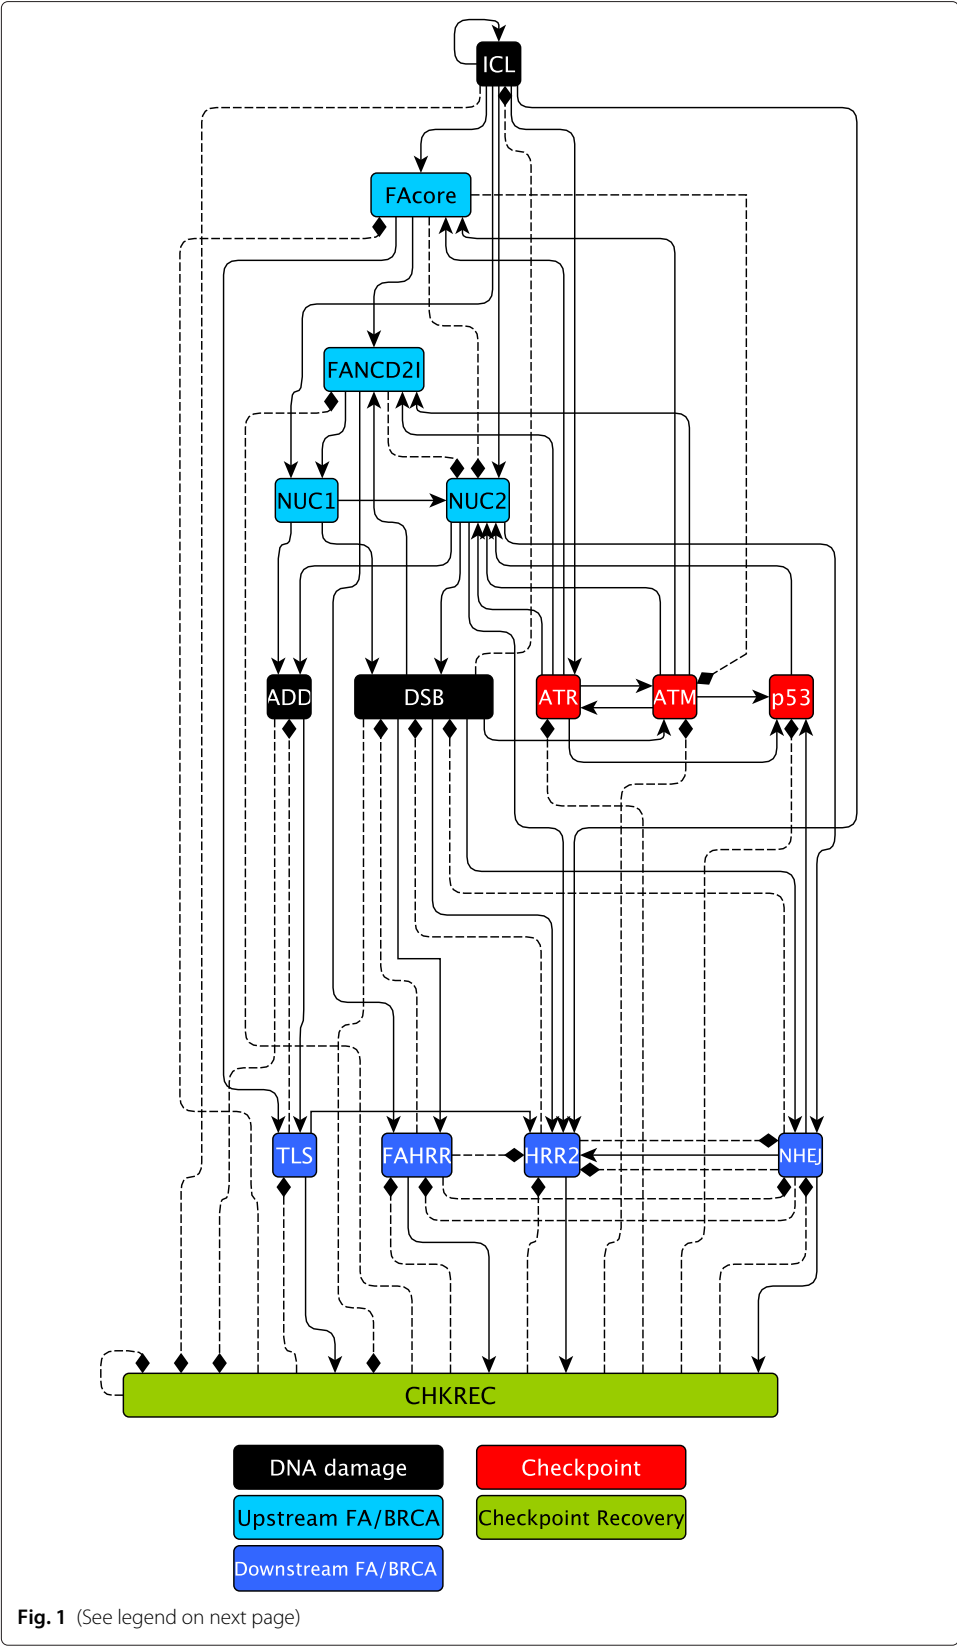 ICL
FAcore
FANCD2I
NUC1 NUC2
ADD DSB ATR ATM p53
TLS FAHRR HRR2 NHEJ
CHKREC
DNA damage Checkpoint
Upstream FA/BRCA Checkpoint Recovery
Downstream FA/BRCA
Fig. 1 (See legend on next page)